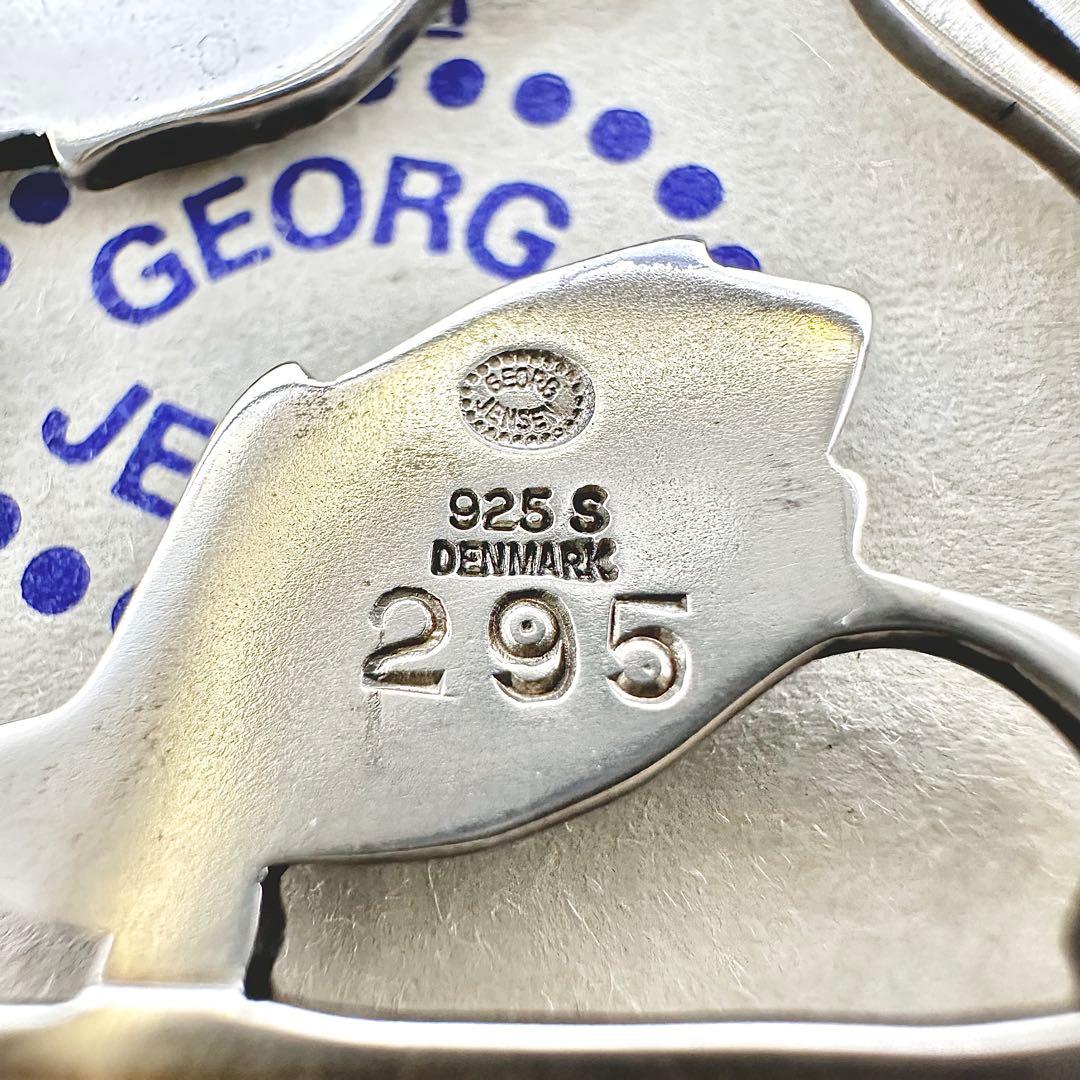 GEORG
JE
GEORG
JENSEN
925 S
DENMARK
295